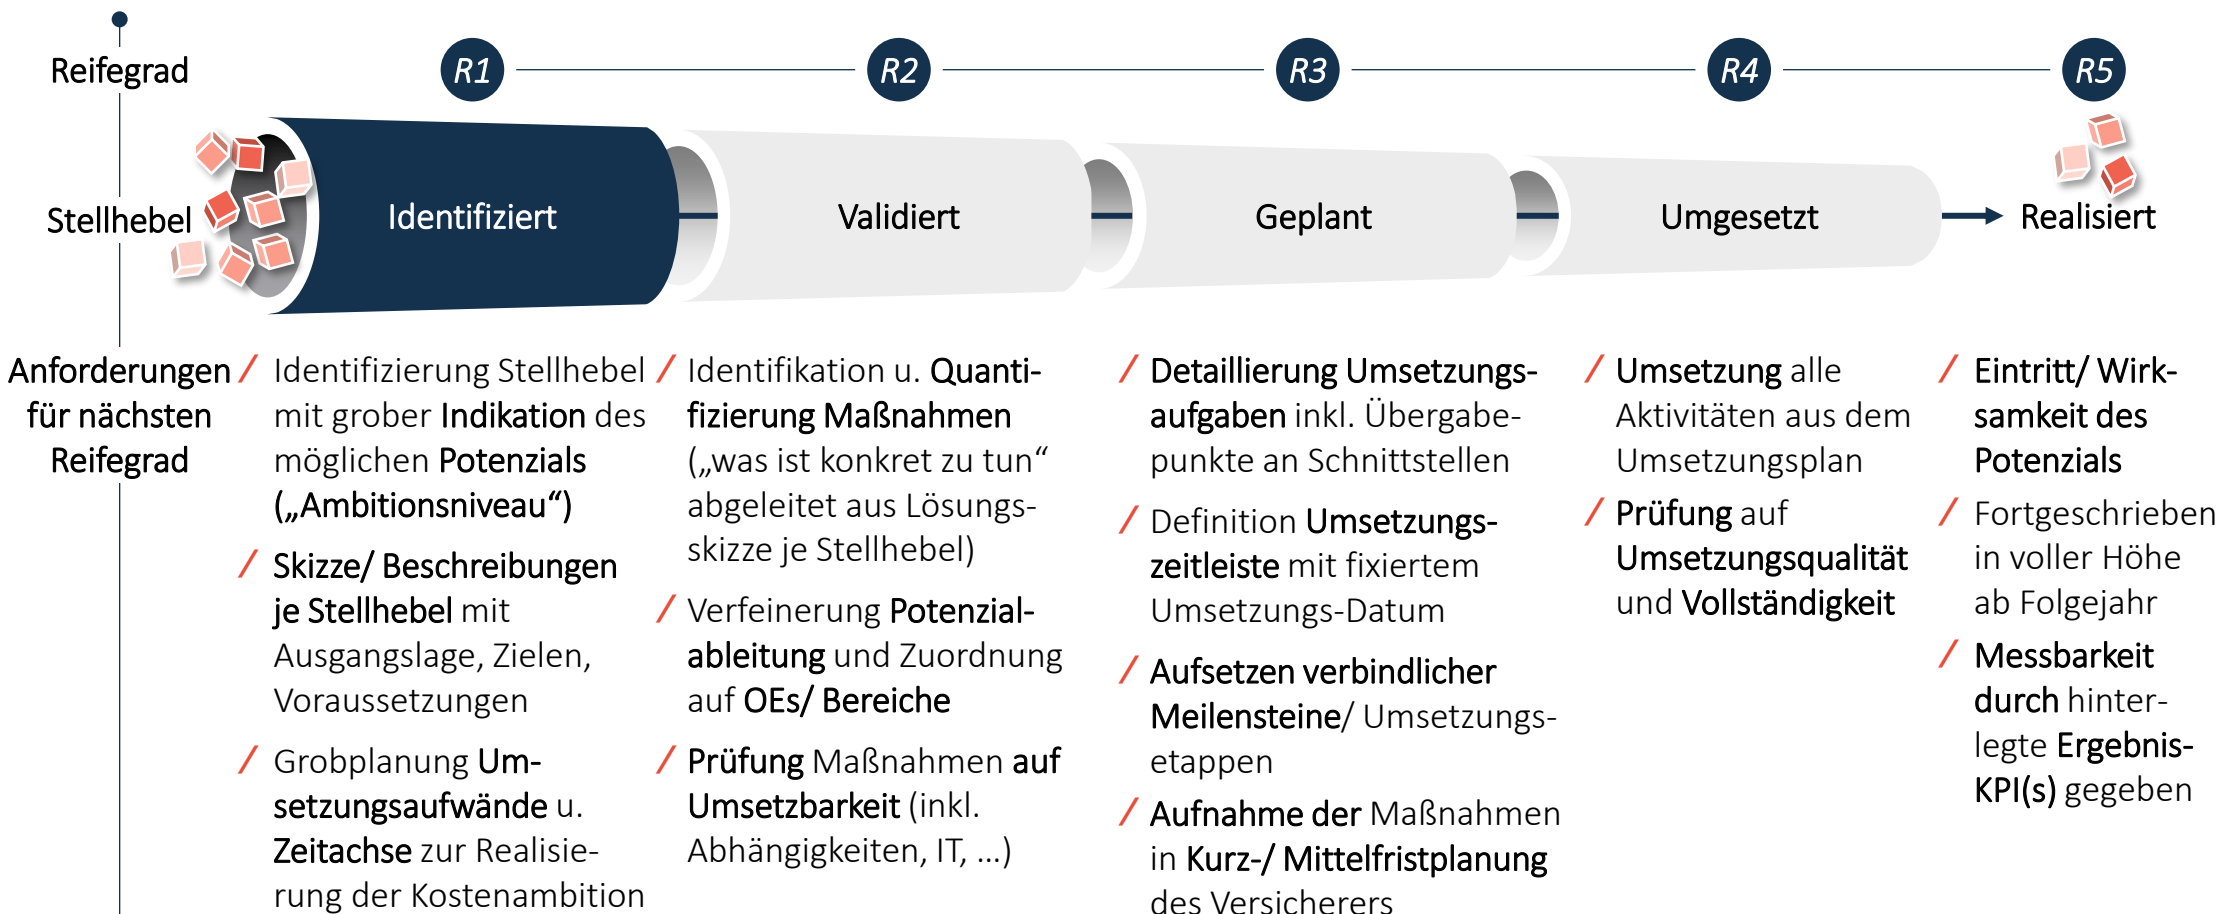 Reifegrad
R1
R2
R3
R4
R5
Stellhebel
Identifiziert
Validiert
Geplant
Umgesetzt
Realisiert
Anforderungen
für nächsten
Reifegrad
/ Identifizierung Stellhebel
mit grober Indikation des
möglichen Potenzials
(„Ambitionsniveau“)
/ Skizze/ Beschreibungen
je Stellhebel mit
Ausgangslage, Zielen,
Voraussetzungen
/ Grobplanung Um-
setzungsaufwände u.
Zeitachse zur Realisie-
rung der Kostenambition
/ Identifikation u. Quanti-
fizierung Maßnahmen
(„was ist konkret zu tun“
abgeleitet aus Lösungs-
skizze je Stellhebel)
/ Verfeinerung Potenzial-
ableitung und Zuordnung
auf OEs/ Bereiche
/ Prüfung Maßnahmen auf
Umsetzbarkeit (inkl.
Abhängigkeiten, IT, ...)
/ Detaillierung Umsetzungs-
aufgaben inkl. Übergabe-
punkte an Schnittstellen
/ Definition Umsetzungs-
zeitleiste mit fixiertem
Umsetzungs-Datum
/ Aufsetzen verbindlicher
Meilensteine/ Umsetzungs-
etappen
/ Aufnahme der Maßnahmen
in Kurz-/ Mittelfristplanung
des Versicherers
/ Umsetzung alle
Aktivitäten aus dem
Umsetzungsplan
/ Prüfung auf
Umsetzungsqualität
und Vollständigkeit
/ Eintritt/ Wirk-
samkeit des
Potenzials
/ Fortgeschrieben
in voller Höhe
ab Folgejahr
/ Messbarkeit
durch hinter-
legte Ergebnis-
KPI(s) gegeben